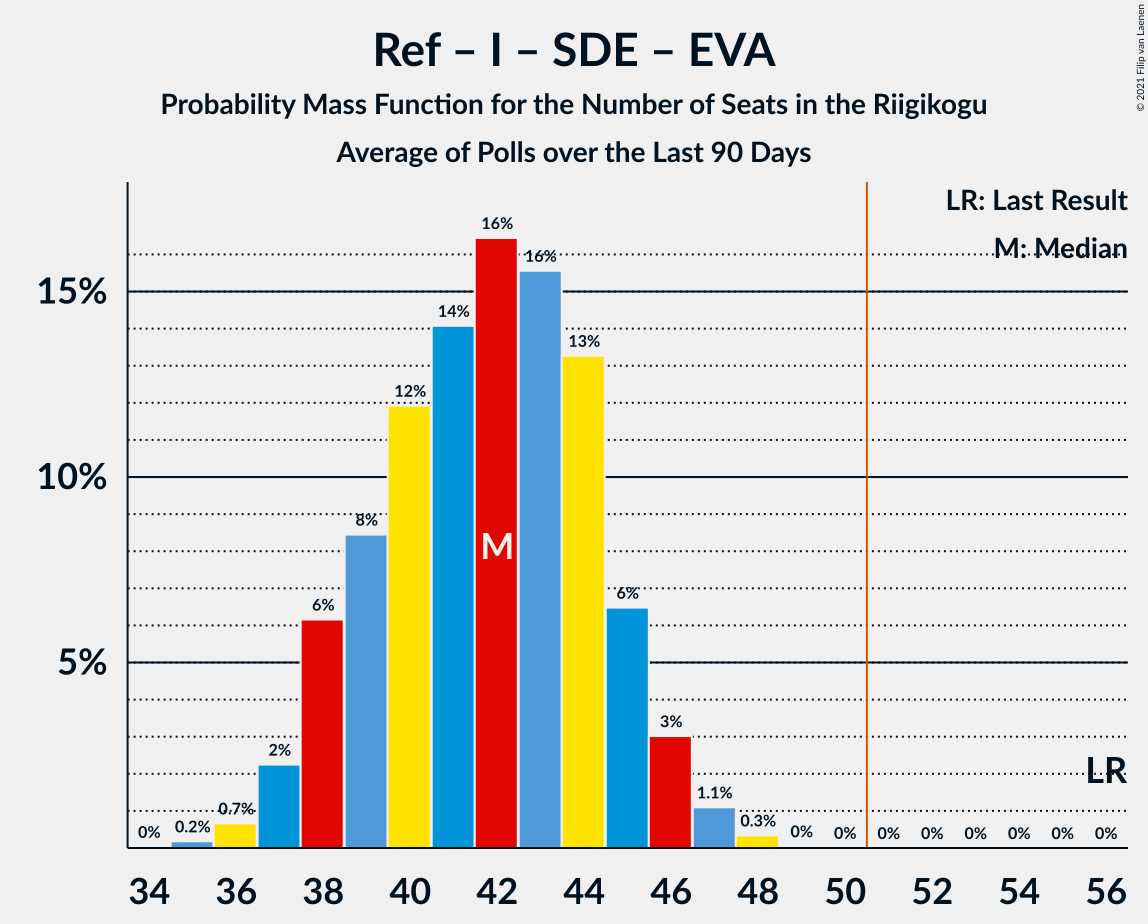 Ref – I – SDE – EVA
Probability Mass Function for the Number of Seats in the Riigikogu
Average of Polls over the Last 90 Days
© 2021 Filip van Laenen
LR: Last Result
M: Median
15%
10%
5%
0%
0.2%
0.7%
2%
6%
8%
12%
14%
16%
16%
13%
6%
3%
1.1%
0.3%
0%
0%
0%
0%
0%
0%
0%
0%
M
LR
34 36 38 40 42 44 46 48 50 52 54 56